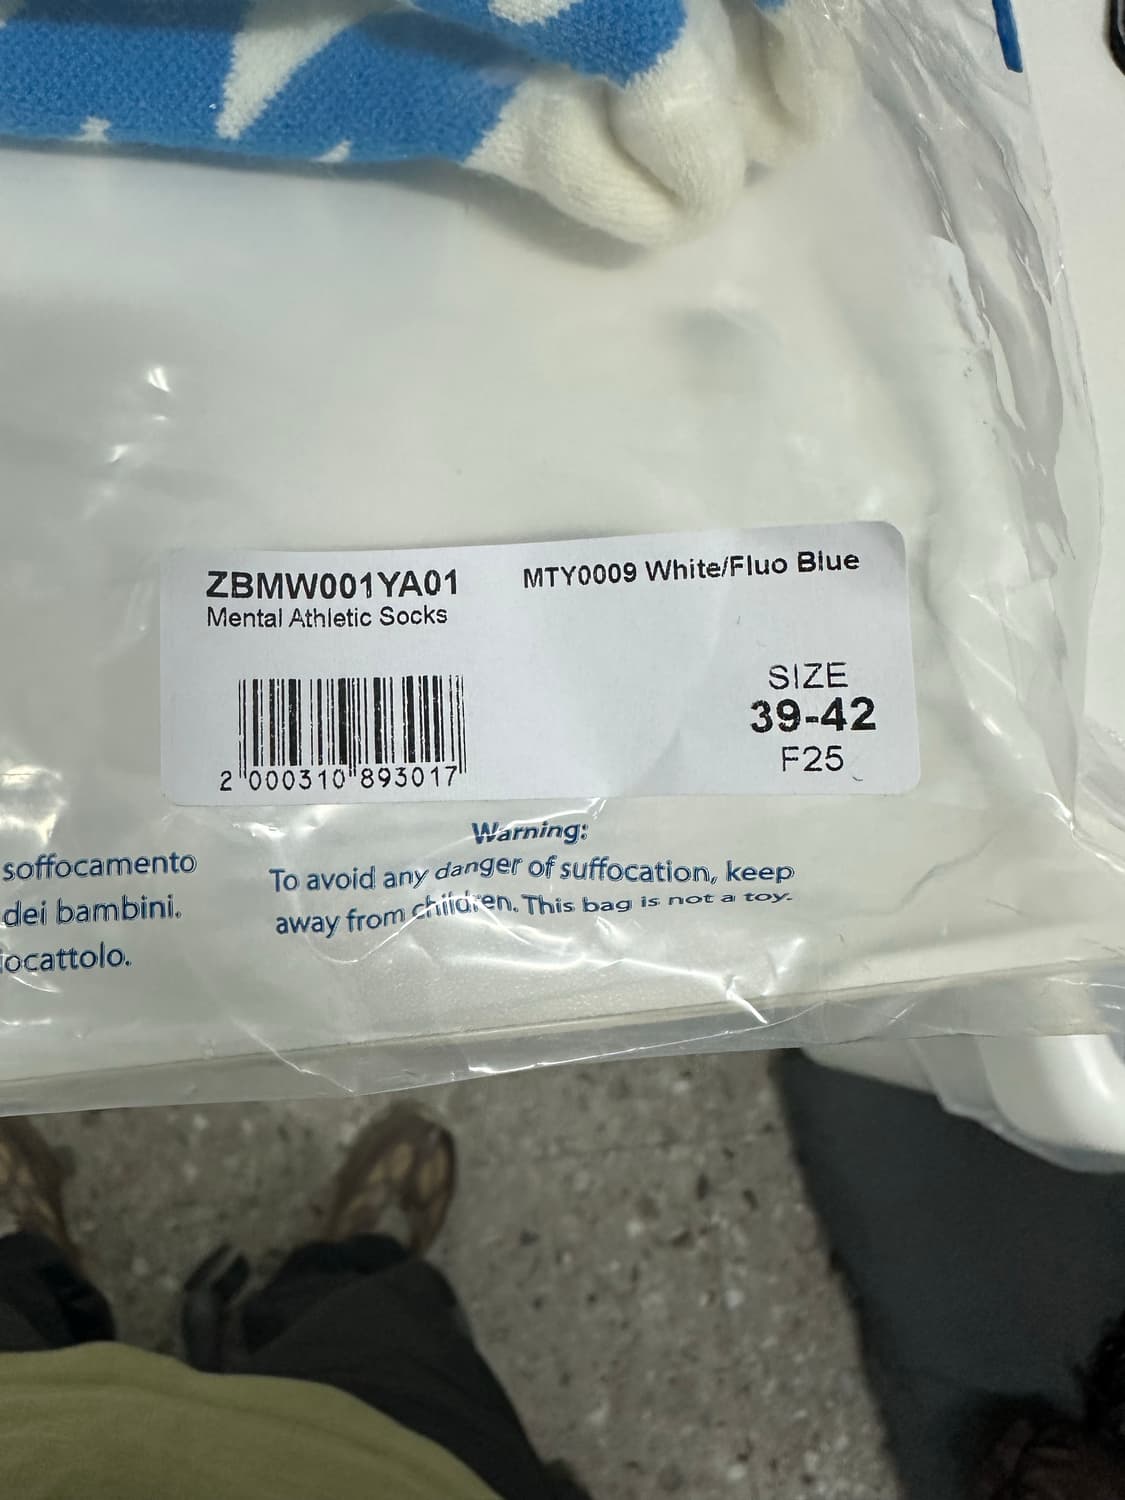 ZBMW001YA01
MTY0009 White/Fluo Blue
Mental Athletic Socks
SIZE
39-42
F25
2 000310 893017
soffocamento
dei bambini.
iocattolo.
Warning:
To avoid any danger of suffocation, keep
away from children. This bag is not a toy.